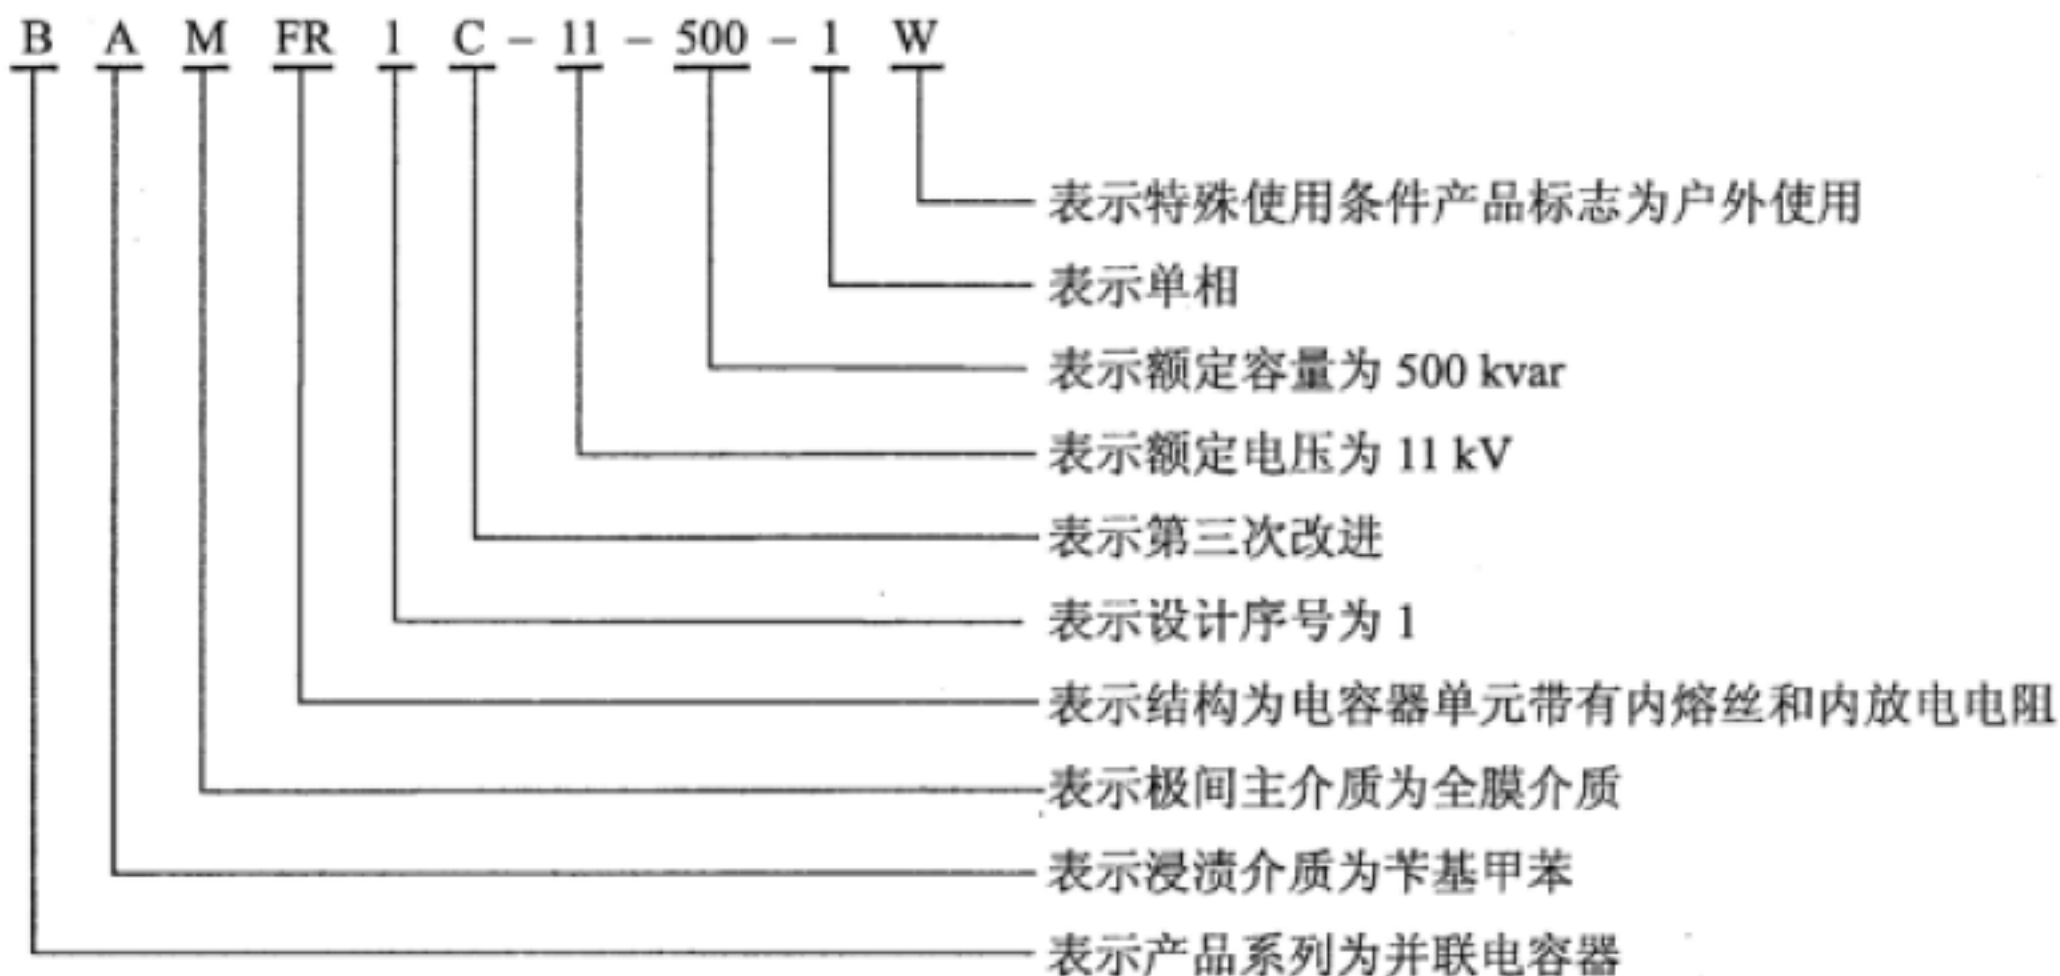 B A M FR 1 C - 11 - 500 - 1 W
表示特殊使用条件产品标志为户外使用
表示单相
表示额定容量为 500 kvar
表示额定电压为 11 kV
表示第三次改进
表示设计序号为 1
表示结构为电容器单元带有内熔丝和内放电电阻
表示极间主介质为全膜介质
表示浸渍介质为苄基甲苯
表示产品系列为并联电容器